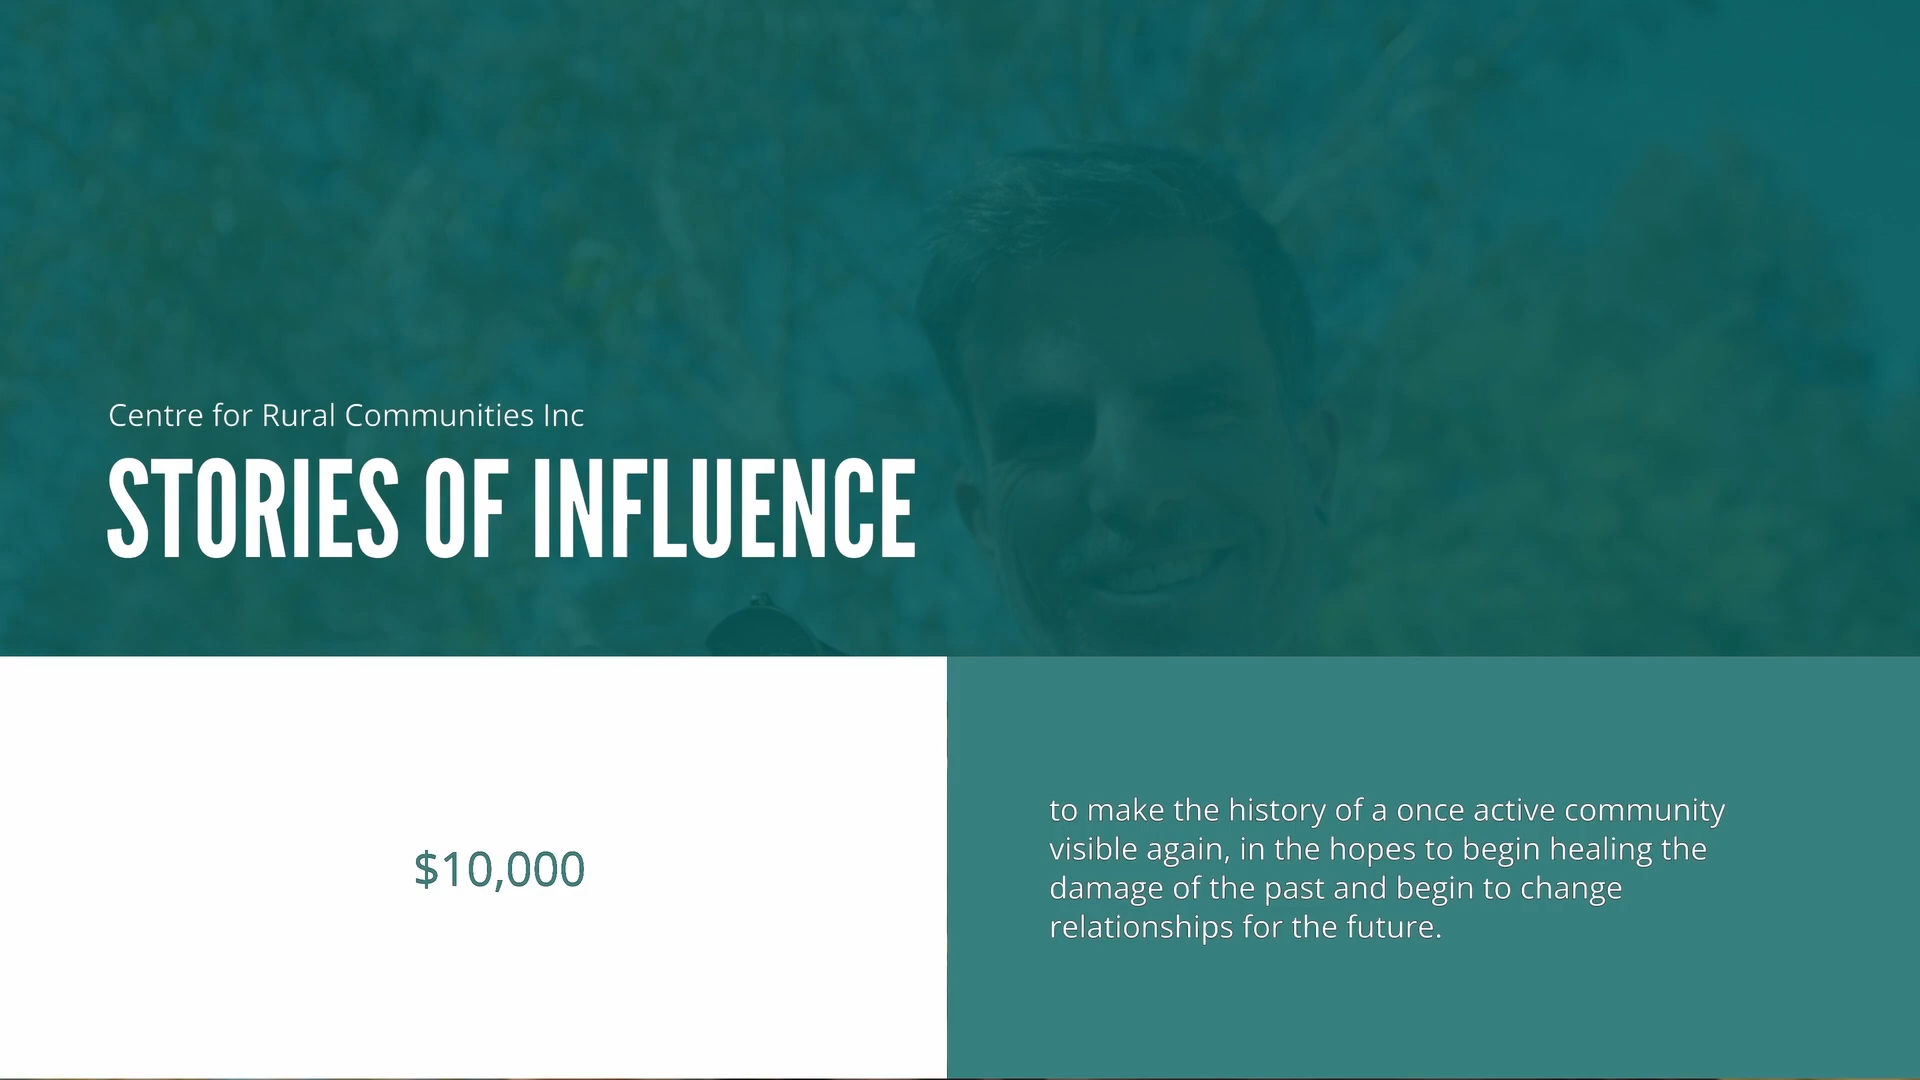 Centre for Rural Communities Inc
STORIES OF INFLUENCE
$10,000
to make the history of a once active community
visible again, in the hopes to begin healing the
damage of the past and begin to change
relationships for the future.